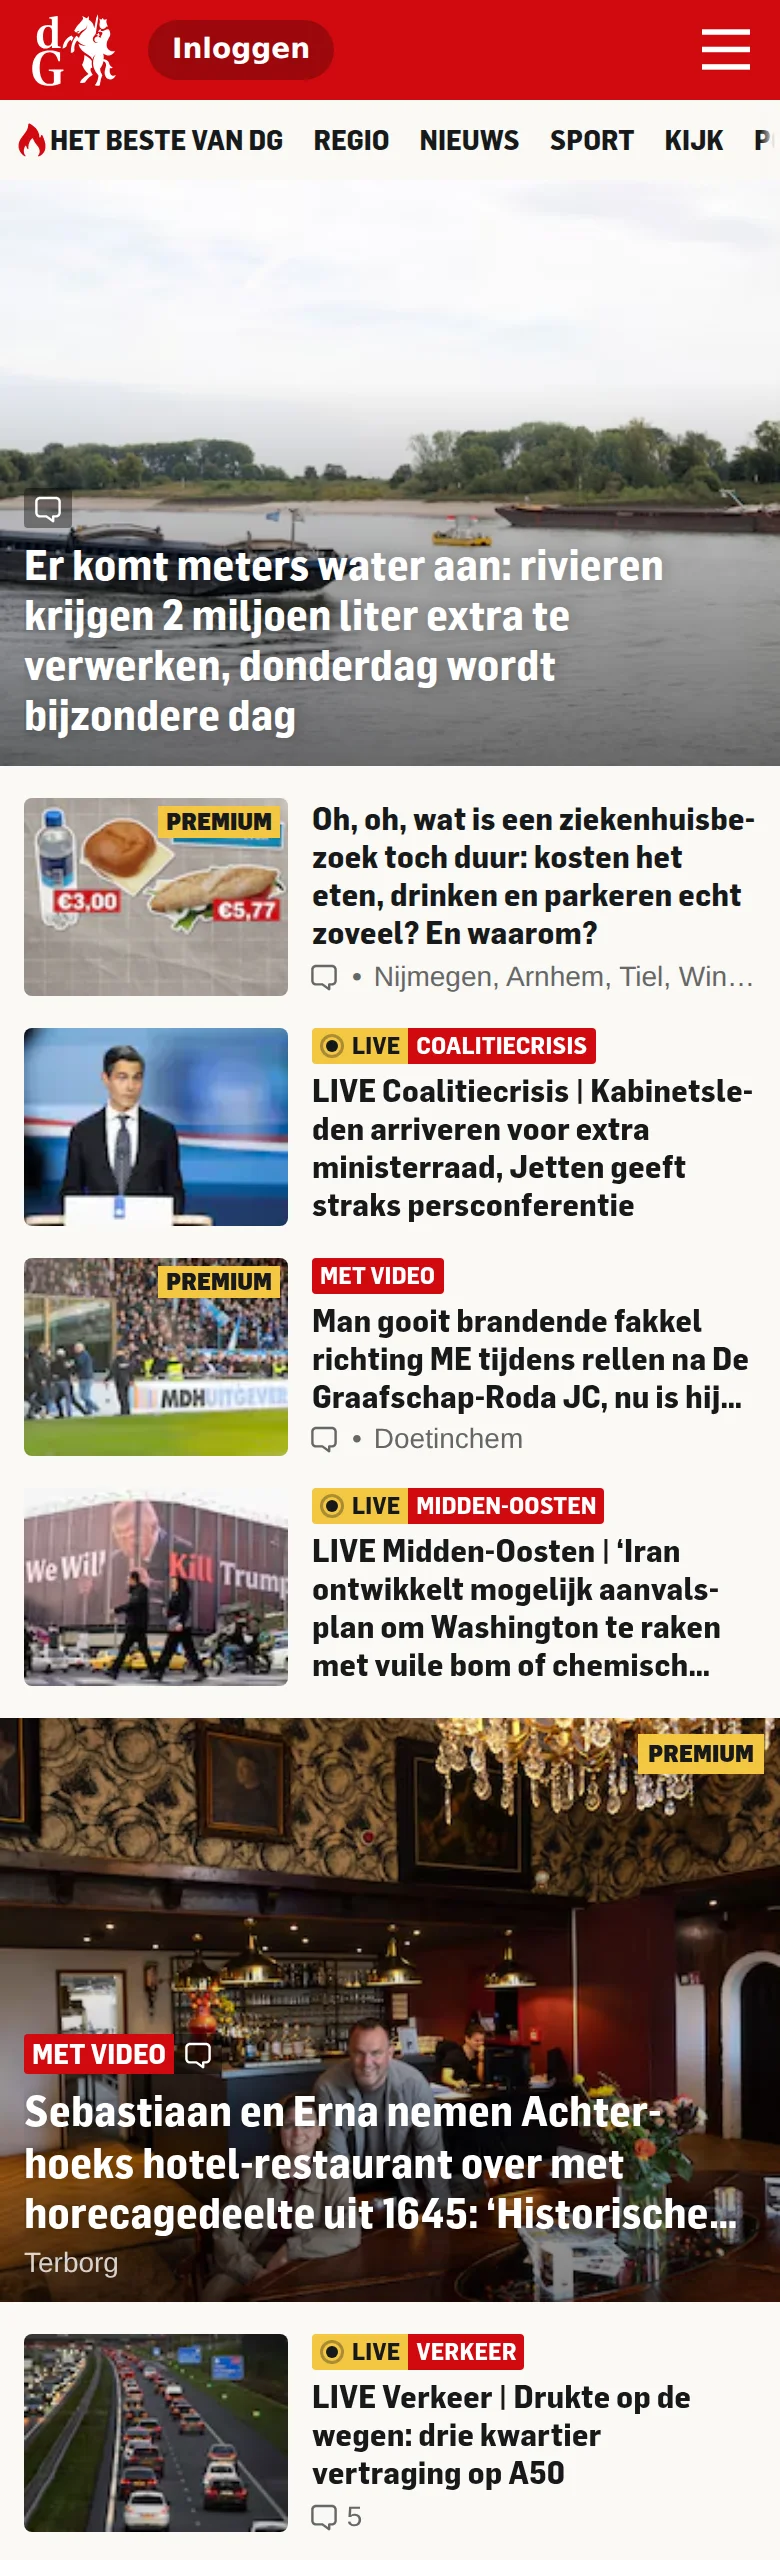 dG
Inloggen
HET BESTE VAN DG REGIO NIEUWS SPORT KIJK
Er komt meters water aan: rivieren
krijgen 2 miljoen liter extra te
verwerken, donderdag wordt
bijzondere dag
PREMIUM
€3,00
€5,77
Oh, oh, wat is een ziekenhuisbe-
zoek toch duur: kosten het
eten, drinken en parkeren echt
zoveel? En waarom?
• Nijmegen, Arnhem, Tiel, Win…
LIVE COALITIECRISIS
LIVE Coalitiecrisis | Kabinetsle-
den arriveren voor extra
ministerraad, Jetten geeft
straks persconferentie
PREMIUM
MDHUITGEVER
MET VIDEO
Man gooit brandende fakkel
richting ME tijdens rellen na De
Graafschap-Roda JC, nu is hij…
• Doetinchem
We Will Kill Trump
LIVE MIDDEN-OOSTEN
LIVE Midden-Oosten | ‘Iran
ontwikkelt mogelijk aanvals-
plan om Washington te raken
met vuile bom of chemisch…
PREMIUM
MET VIDEO
Sebastiaan en Erna nemen Achter-
hoeks hotel-restaurant over met
horecagedeelte uit 1645: ‘Historische…
Terborg
LIVE VERKEER
LIVE Verkeer | Drukte op de
wegen: drie kwartier
vertraging op A50
5